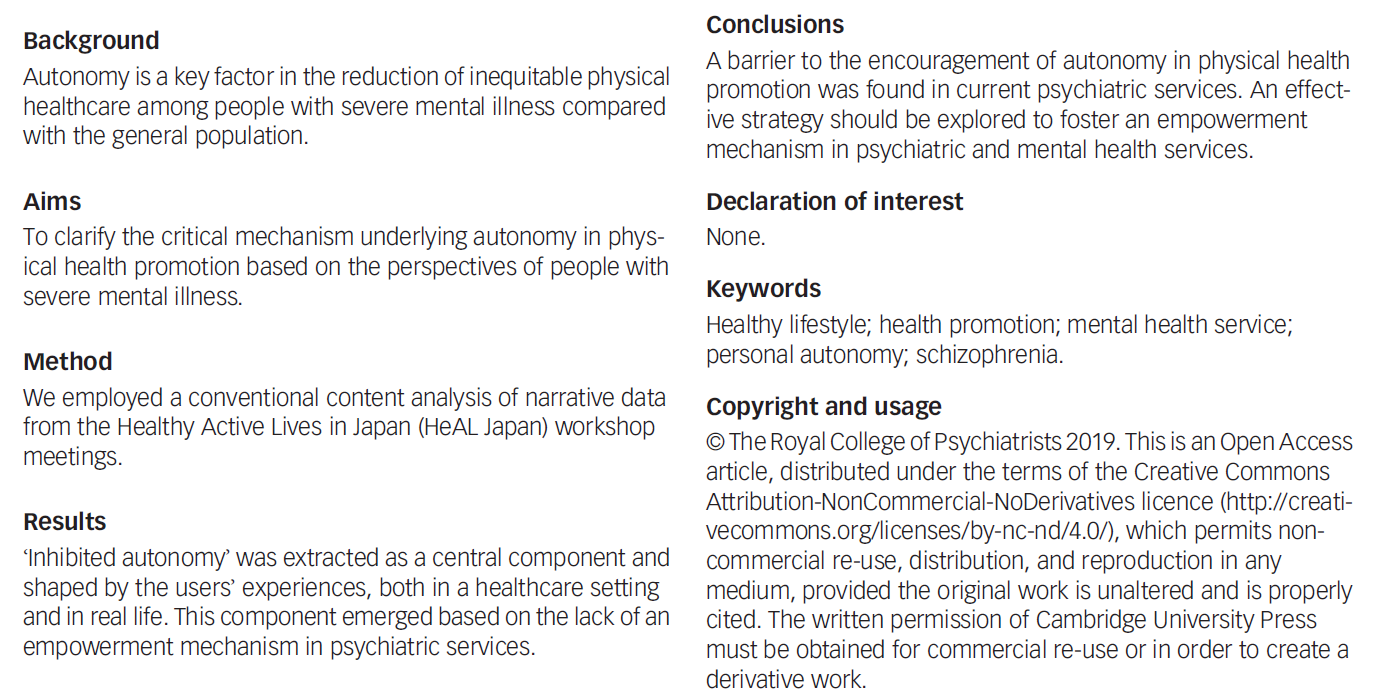 Background
Autonomy is a key factor in the reduction of inequitable physical
healthcare among people with severe mental illness compared
with the general population.
Aims
To clarify the critical mechanism underlying autonomy in phys-
ical health promotion based on the perspectives of people with
severe mental illness.
Method
We employed a conventional content analysis of narrative data
from the Healthy Active Lives in Japan (HeAL Japan) workshop
meetings.
Results
‘Inhibited autonomy’ was extracted as a central component and
shaped by the users’ experiences, both in a healthcare setting
and in real life. This component emerged based on the lack of an
empowerment mechanism in psychiatric services.
Conclusions
A barrier to the encouragement of autonomy in physical health
promotion was found in current psychiatric services. An effect-
ive strategy should be explored to foster an empowerment
mechanism in psychiatric and mental health services.
Declaration of interest
None.
Keywords
Healthy lifestyle; health promotion; mental health service;
personal autonomy; schizophrenia.
Copyright and usage
© The Royal College of Psychiatrists 2019. This is an Open Access
article, distributed under the terms of the Creative Commons
Attribution-NonCommercial-NoDerivatives licence (http://creati-
vecommons.org/licenses/by-nc-nd/4.0/), which permits non-
commercial re-use, distribution, and reproduction in any
medium, provided the original work is unaltered and is properly
cited. The written permission of Cambridge University Press
must be obtained for commercial re-use or in order to create a
derivative work.